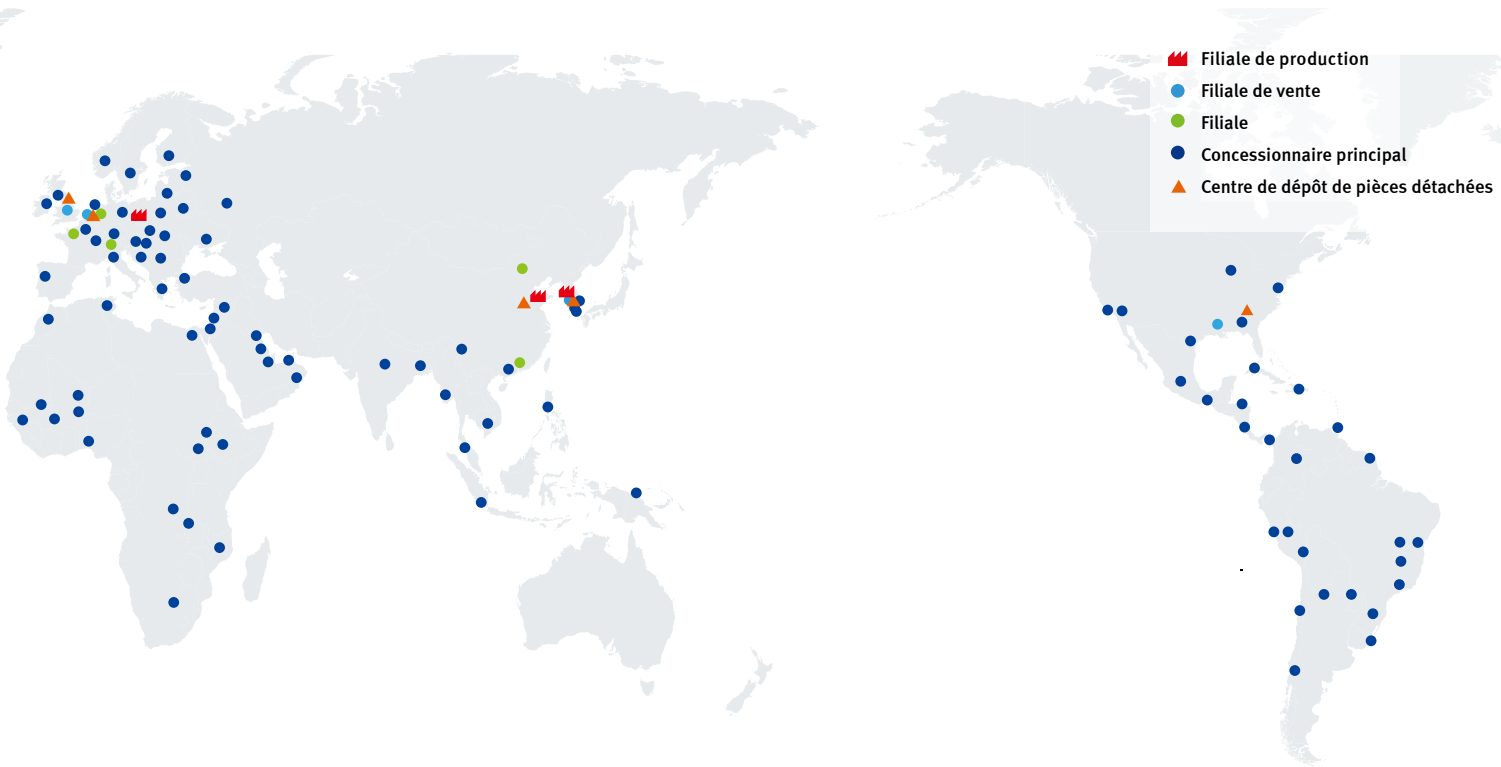 Filiale de production
Filiale de vente
Filiale
Concessionnaire principal
Centre de dépôt de pièces détachées